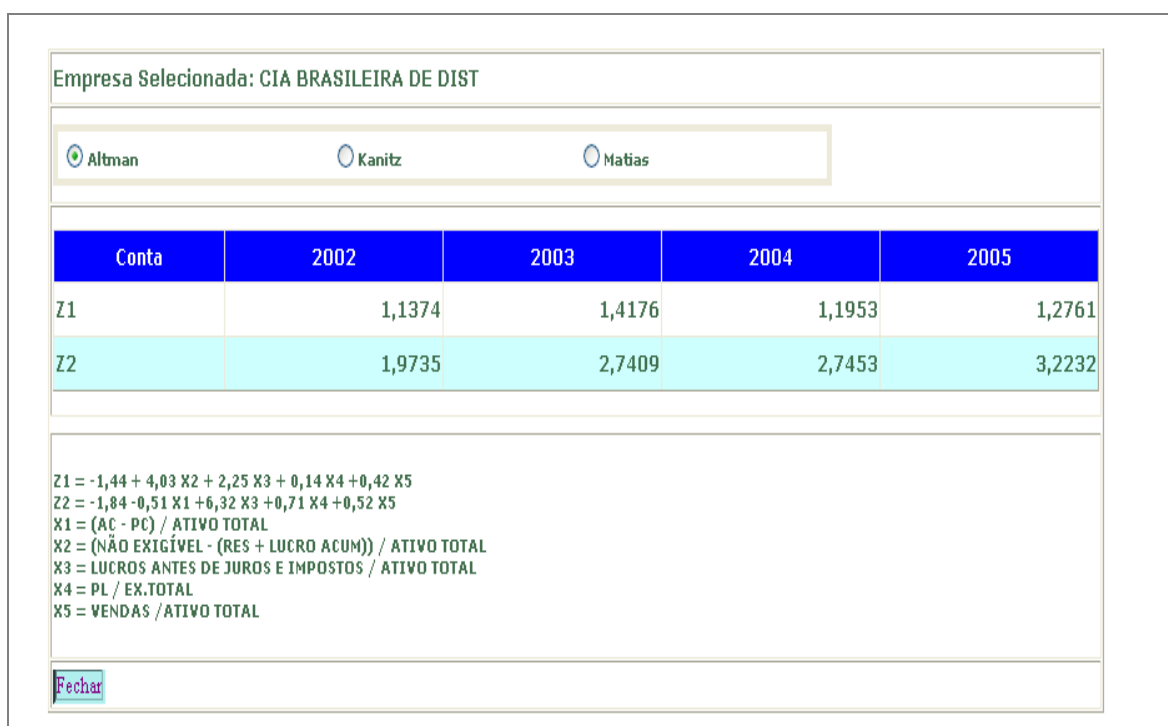 Empresa Selecionada: CIA BRASILEIRA DE DIST
Altman Kanitz Matias
Conta 2002 2003 2004 2005
Z1 1,1374 1,4176 1,1953 1,2761
Z2 1,9735 2,7409 2,7453 3,2232
Z1 = -1,44 + 4,03 X2 + 2,25 X3 + 0,14 X4 +0,42 X5
Z2 = -1,84 -0,51 X1 +6,32 X3 +0,71 X4 +0,52 X5
X1 = (AC - PC) / ATIVO TOTAL
X2 = (NÃO EXIGÍVEL - (RES + LUCRO ACUM)) / ATIVO TOTAL
X3 = LUCROS ANTES DE JUROS E IMPOSTOS / ATIVO TOTAL
X4 = PL / EX.TOTAL
X5 = VENDAS /ATIVO TOTAL
Fechar